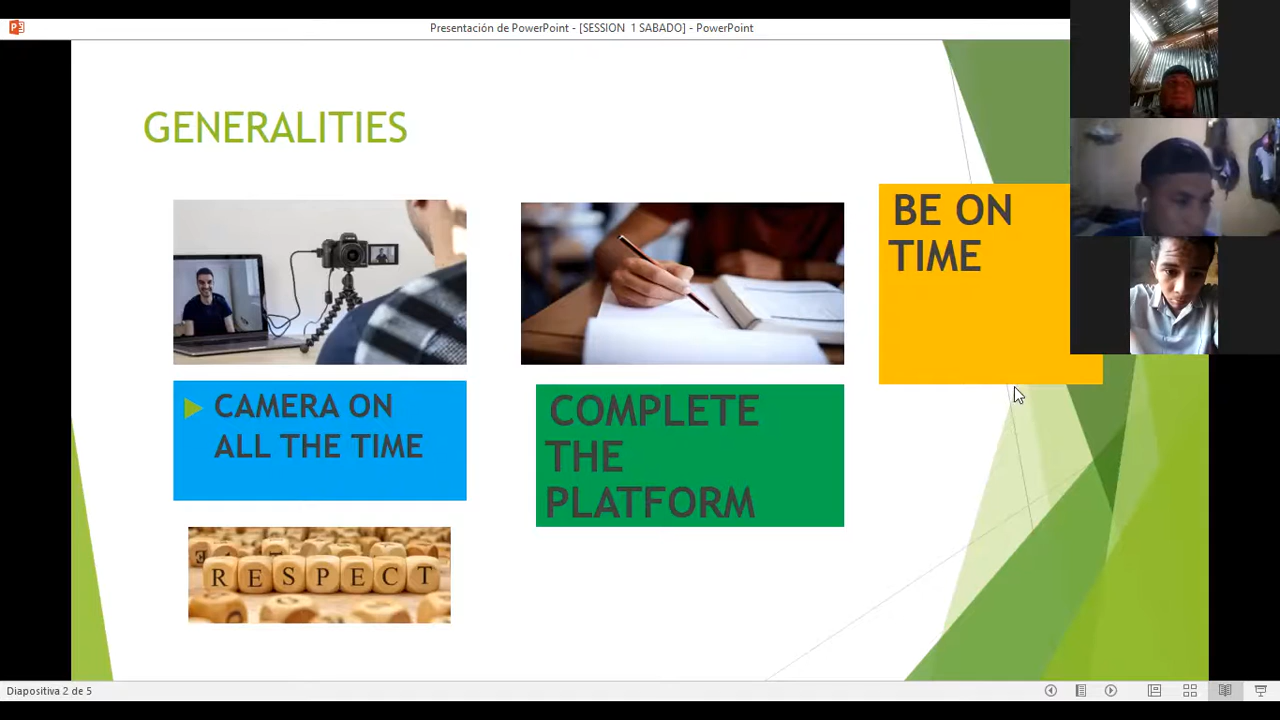 Presentación de PowerPoint - [SESSION 1 SABADO] - PowerPoint
GENERALITIES
BE ON
TIME
CAMERA ON
ALL THE TIME
COMPLETE
THE
PLATFORM
RESPECT
Diapositiva 2 de 5